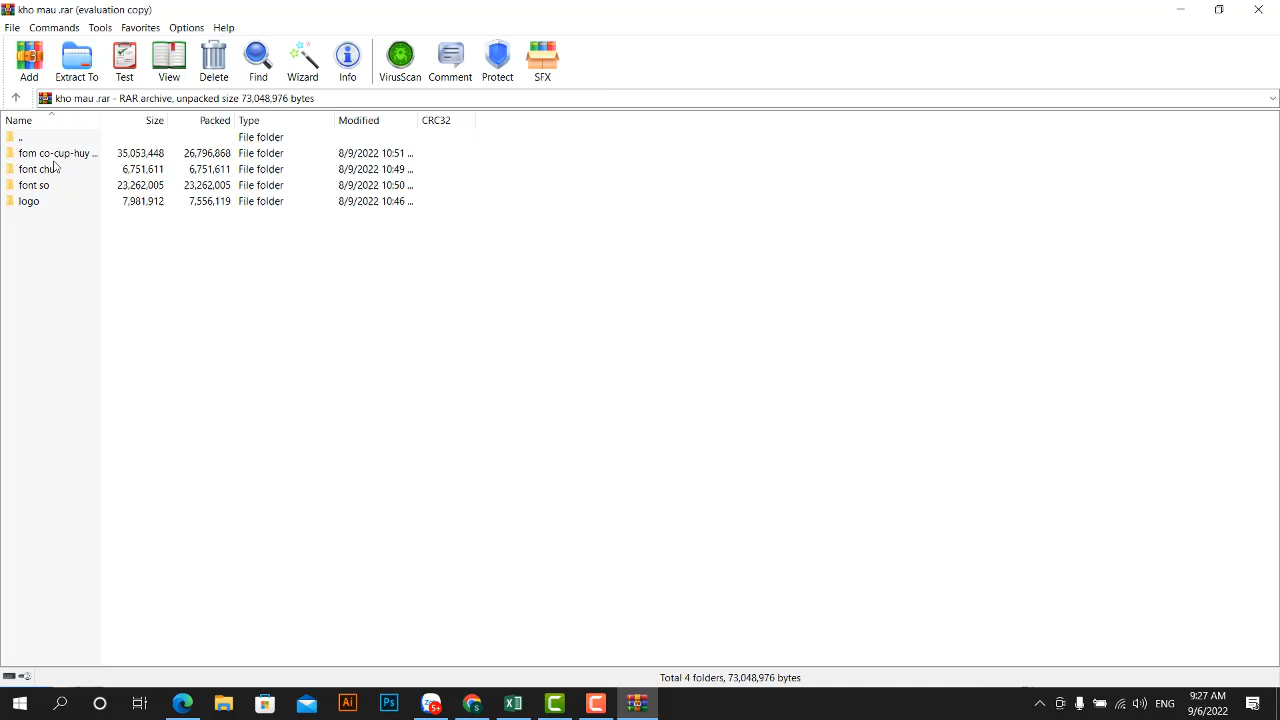 kho mau .rar (evaluation copy)
File Commands Tools Favorites Options Help
Add Extract To Test View Delete Find Wizard Info VirusScan Comment Protect SFX
kho mau .rar - RAR archive, unpacked size 73,048,976 bytes
Name Size Packed Type Modified CRC32
.. File folder
fom co-cup-huy ... 35,053,448 26,796,868 File folder 8/9/2022 10:51 ...
font chu 6,751,611 6,751,611 File folder 8/9/2022 10:49 ...
font so 23,262,005 23,262,005 File folder 8/9/2022 10:50 ...
logo 7,981,912 7,556,119 File folder 8/9/2022 10:46 ...
Total 4 folders, 73,048,976 bytes
Ai Ps 5+ ENG 9:27 AM
9/6/2022